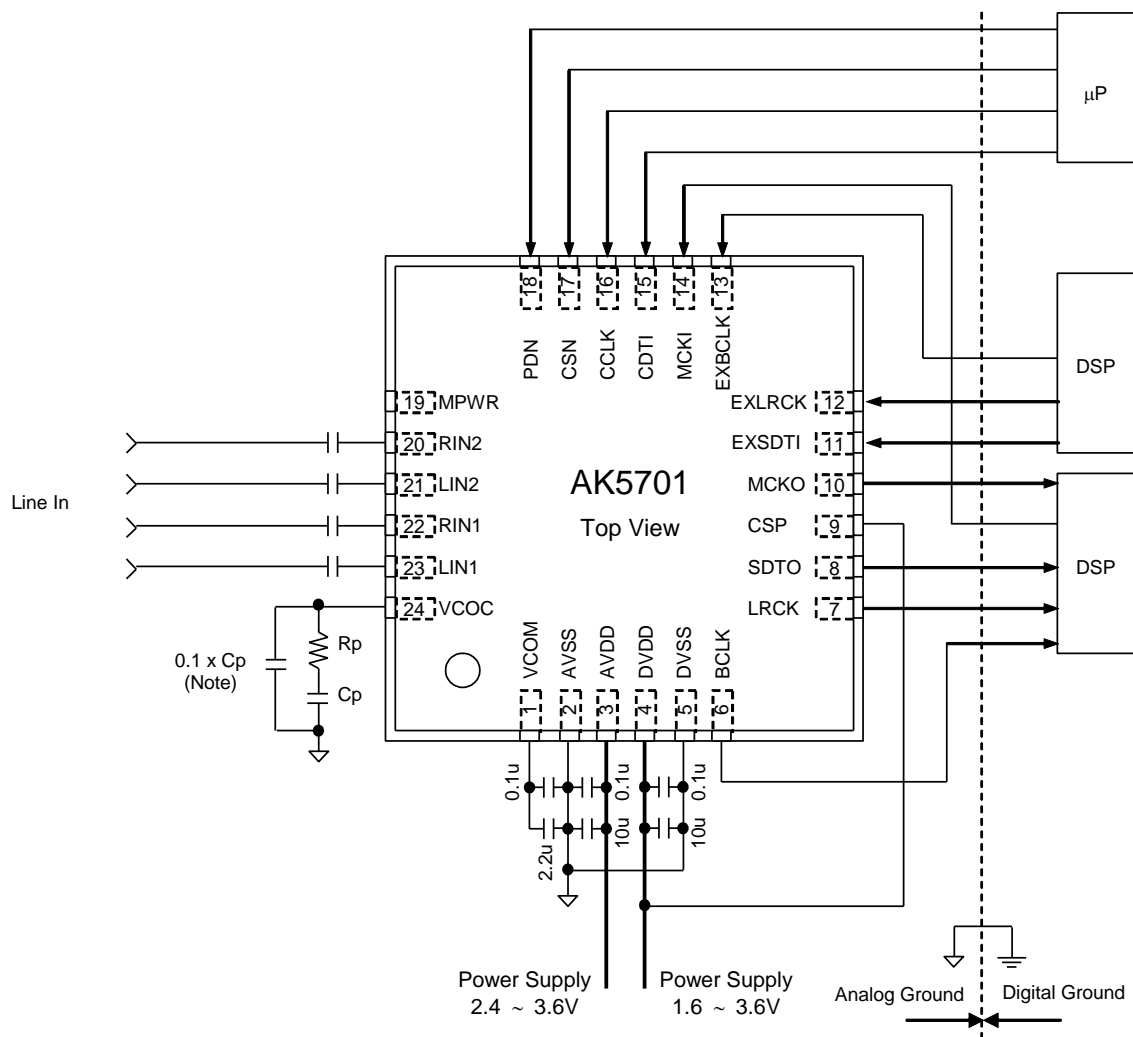 μP
18
17
16
15
14
13
PDN
CSN
CCLK
CDTI
MCKI
EXBCLK
DSP
19 MPWR
EXLRCK 12
20 RIN2
EXSDTI 11
Line In
21 LIN2
AK5701
MCKO 10
22 RIN1
Top View
CSP 9
23 LIN1
SDTO 8
DSP
24 VCOC
LRCK 7
VCOM
AVSS
AVDD
DVDD
DVSS
BCLK
1
2
3
4
5
6
Rp
0.1 x Cp
(Note)
Cp
0.1u
0.1u
0.1u
2.2u
10u
10u
Power Supply
2.4 ~ 3.6V
Power Supply
1.6 ~ 3.6V
Analog Ground
Digital Ground